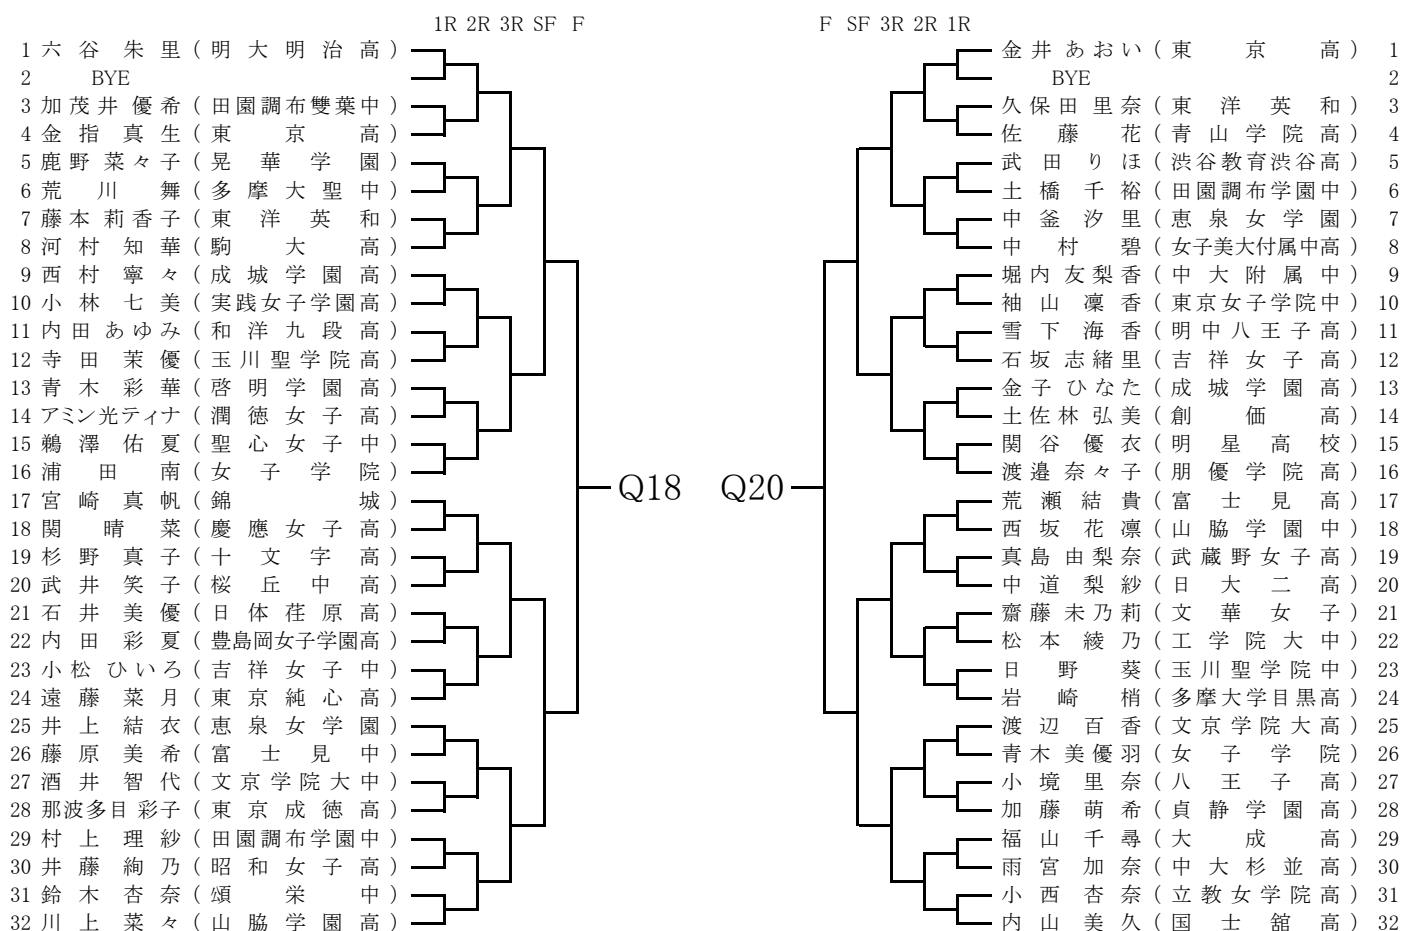 1R 2R 3R SF F
1 六谷 朱里 ( 明大明治高 )
2 BYE
3 加茂井 優希 ( 田園調布雙葉中 )
4 金指 真生 ( 東京高 )
5 鹿野 菜々子 ( 晃華学園 )
6 荒川 舞 ( 多摩大聖中 )
7 藤本 莉香子 ( 東洋英和 )
8 河村 知華 ( 駒大高 )
9 西村 寧々 ( 成城学園高 )
10 小林 七美 ( 実践女子学園高 )
11 内田 あゆみ ( 和洋九段高 )
12 寺田 茉優 ( 玉川聖学院高 )
13 青木 彩華 ( 啓明学園高 )
14 アミン光ティナ ( 潤徳女子高 )
15 鵜澤 佑夏 ( 聖心女子中 )
16 浦田 南 ( 女子学院 )
17 宮崎 真帆 ( 錦城 )
18 関 晴菜 ( 慶應女子高 )
19 杉野 真子 ( 十文字高 )
20 武井 笑子 ( 桜丘中高 )
21 石井 美優 ( 日体荏原高 )
22 内田 彩夏 ( 豊島岡女子学園高 )
23 小松 ひいろ ( 吉祥女子中 )
24 遠藤 菜月 ( 東京純心高 )
25 井上 結衣 ( 恵泉女学園 )
26 藤原 美希 ( 富士見中 )
27 酒井 智代 ( 文京学院大中 )
28 那波多目 彩子 ( 東京成徳高 )
29 村上 理紗 ( 田園調布学園中 )
30 井藤 絢乃 ( 昭和女子高 )
31 鈴木 杏奈 ( 頌栄中 )
32 川上 菜々 ( 山脇学園高 )
Q18
F SF 3R 2R 1R
金井 あおい ( 東京高 ) 1
BYE 2
久保田 里奈 ( 東洋英和 ) 3
佐藤 花 ( 青山学院高 ) 4
武田 りほ ( 渋谷教育渋谷高 ) 5
土橋 千裕 ( 田園調布学園中 ) 6
中釜 汐里 ( 恵泉女学園 ) 7
中村 碧 ( 女子美大付属中高 ) 8
堀内 友梨香 ( 中大附属中 ) 9
袖山 凜香 ( 東京女子学院中 ) 10
雪下 海香 ( 明中八王子高 ) 11
石坂 志緒里 ( 吉祥女子高 ) 12
金子 ひなた ( 成城学園高 ) 13
土佐林 弘美 ( 創価高 ) 14
関谷 優衣 ( 明星高校 ) 15
渡邉 奈々子 ( 朋優学院高 ) 16
荒瀬 結貴 ( 富士見高 ) 17
西坂 花凛 ( 山脇学園中 ) 18
真島 由梨奈 ( 武蔵野女子高 ) 19
中道 梨紗 ( 日大二高 ) 20
齋藤 未乃莉 ( 文華女子 ) 21
松本 綾乃 ( 工学院大中 ) 22
日野 葵 ( 玉川聖学院中 ) 23
岩崎 梢 ( 多摩大学目黒高 ) 24
渡辺 百香 ( 文京学院大高 ) 25
青木 美優羽 ( 女子学院 ) 26
小境 里奈 ( 八王子高 ) 27
加藤 萌希 ( 貞静学園高 ) 28
福山 千尋 ( 大成高 ) 29
雨宮 加奈 ( 中大杉並高 ) 30
小西 杏奈 ( 立教女学院高 ) 31
内山 美久 ( 国士舘高 ) 32
Q20